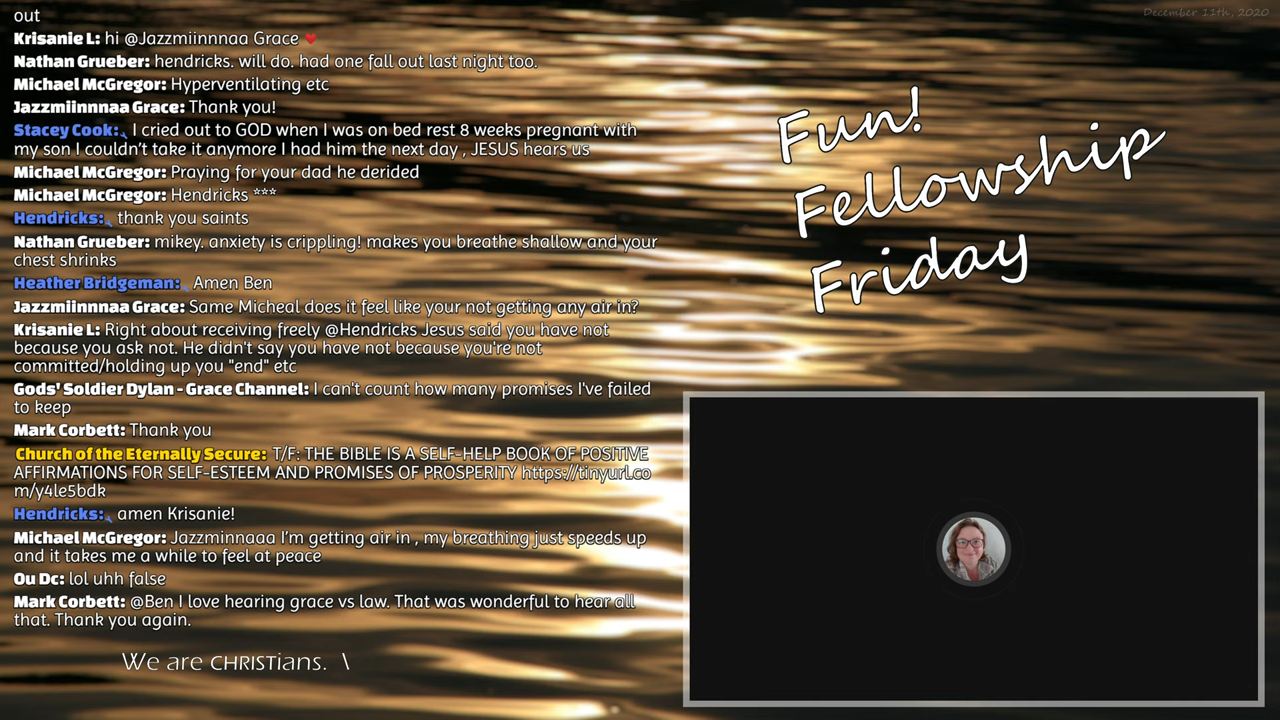 out
Krisanie L: hi @Jazzmiinnnaa Grace
Nathan Grueber: hendricks. will do. had one fall out last night too.
Michael McGregor: Hyperventilating etc
Jazzmiinnnaa Grace: Thank you!
Stacey Cook: I cried out to GOD when I was on bed rest 8 weeks pregnant with
my son I couldn't take it anymore I had him the next day , JESUS hears us
Michael McGregor: Praying for your dad he derided
Michael McGregor: Hendricks ***
Hendricks: thank you saints
Nathan Grueber: mikey. anxiety is crippling! makes you breathe shallow and your
chest shrinks
Heather Bridgeman: Amen Ben
Jazzmiinnnaa Grace: Same Micheal does it feel like your not getting any air in?
Krisanie L: Right about receiving freely @Hendricks Jesus said you have not
because you ask not. He didn't say you have not because you're not
committed/holding up you "end" etc
Gods' Soldier Dylan - Grace Channel: I can't count how many promises I've failed
to keep
Mark Corbett: Thank you
Church of the Eternally Secure: T/F: THE BIBLE IS A SELF-HELP BOOK OF POSITIVE
AFFIRMATIONS FOR SELF-ESTEEM AND PROMISES OF PROSPERITY https://tinyurl.co
m/y4le5bdk
Hendricks: amen Krisanie!
Michael McGregor: Jazzminnaaa I'm getting air in , my breathing just speeds up
and it takes me a while to feel at peace
Ou Dc: lol uhh false
Mark Corbett: @Ben I love hearing grace vs law. That was wonderful to hear all
that. Thank you again.
We are CHRISTians. \
December 11th, 2020
Fun!
Fellowship
Friday